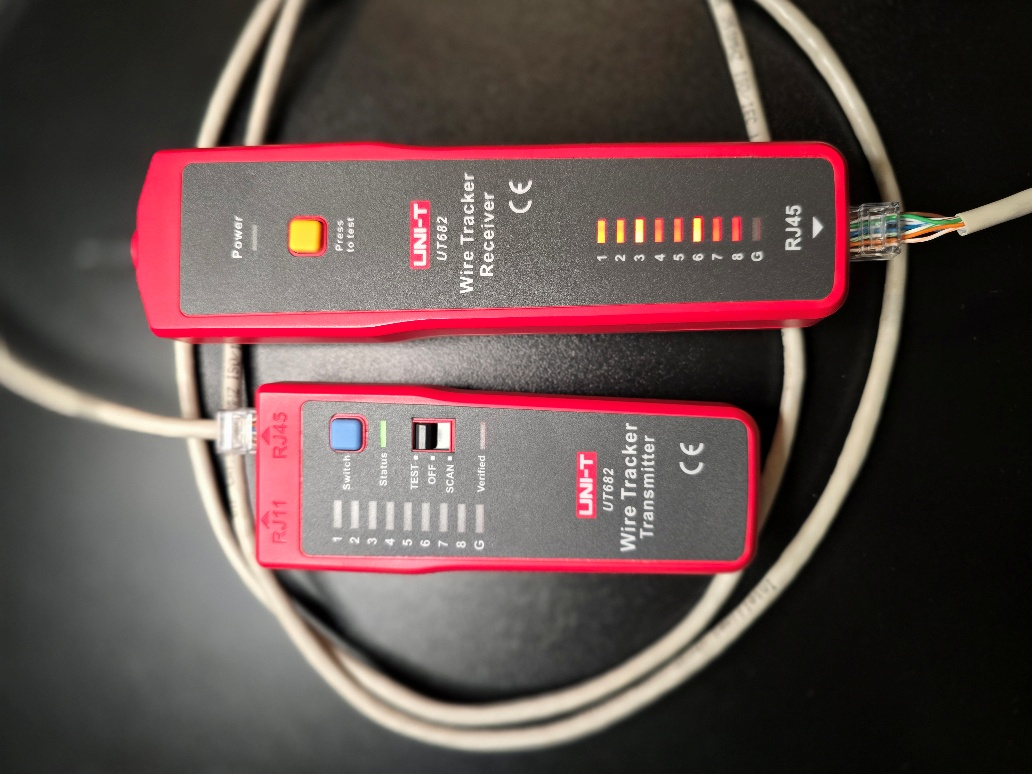 Power
Press
to test
UNI-T
UT682
Wire Tracker
Receiver
CE
1
2
3
4
5
6
7
8
G
RJ45
RJ11
RJ45
1
2
3
4
5
6
7
8
G
Switch
Status
TEST
OFF
SCAN
Verified
UNI-T
UT682
Wire Tracker
Transmitter
CE